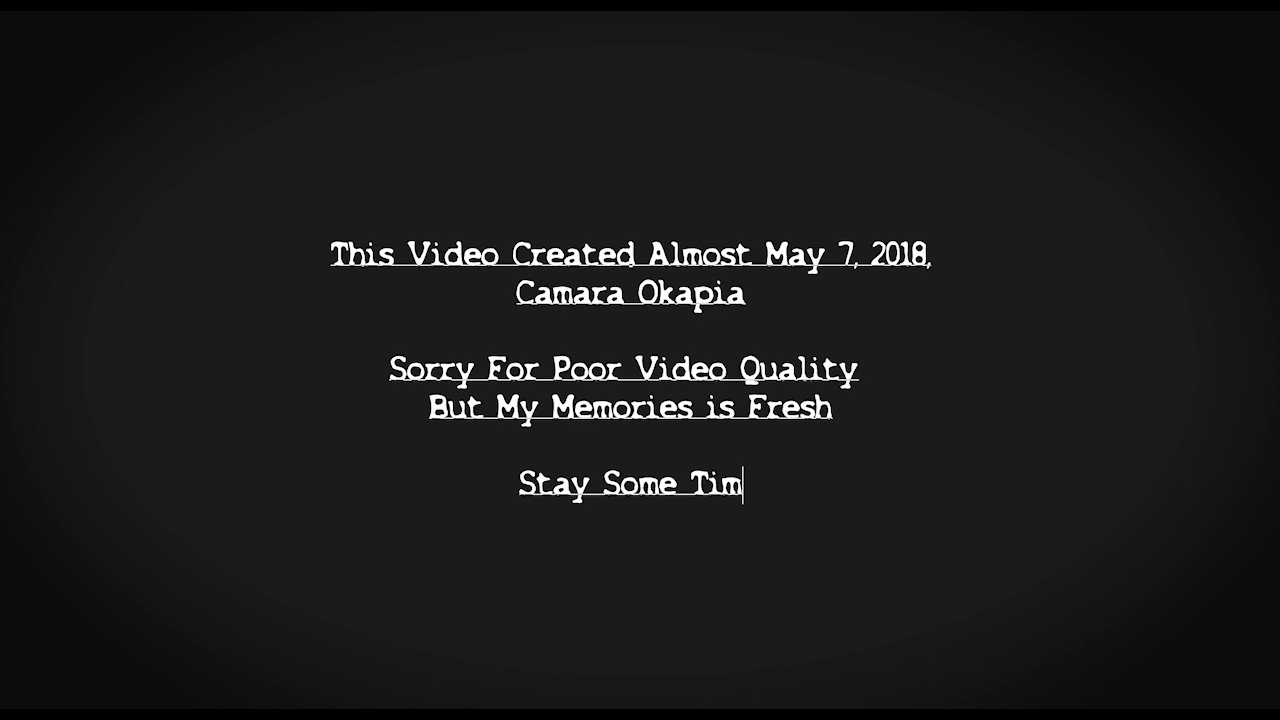 This Video Created Almost May 7, 2018,
Camara Okapia
Sorry For Poor Video Quality
But My Memories is Fresh
Stay Some Tim